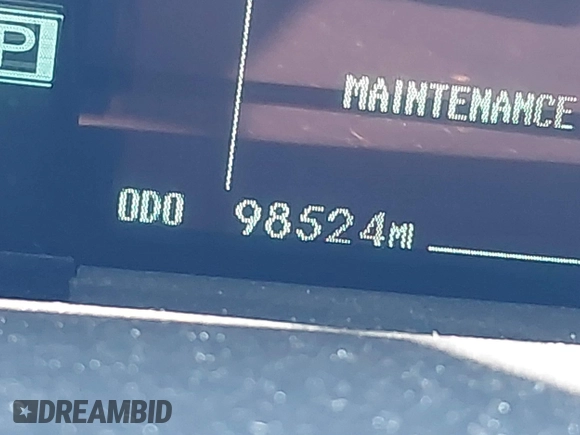 P
MAINTENANCE
ODO 98524MI
DREAMBID